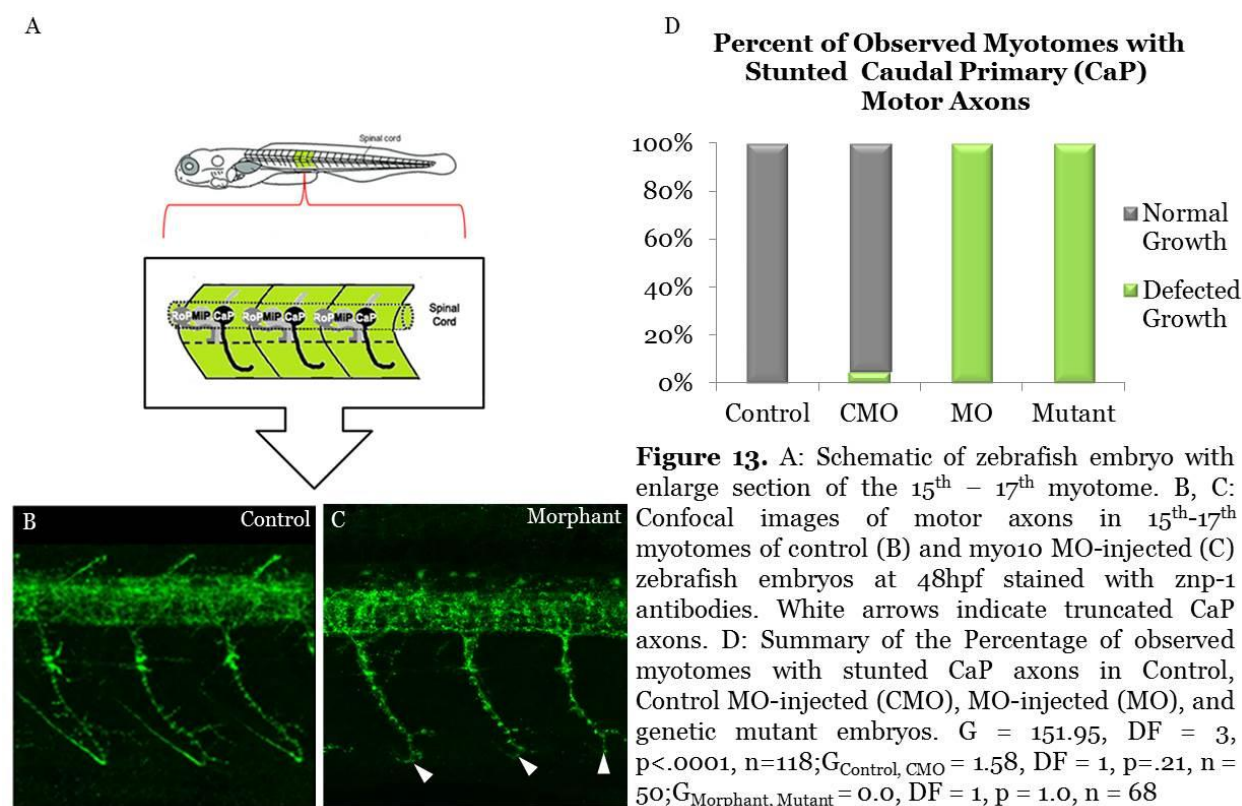 A
Spinal cord
RoP MiP CaP RoP MiP CaP RoP MiP CaP
Spinal
Cord
B
Control
C
Morphant
D
Percent of Observed Myotomes with
Stunted Caudal Primary (CaP)
Motor Axons
100%
80%
60%
40%
20%
0%
Control CMO MO Mutant
Normal
Growth
Defected
Growth
Figure 13. A: Schematic of zebrafish embryo with
enlarge section of the 15th – 17th myotome. B, C:
Confocal images of motor axons in 15th-17th
myotomes of control (B) and myo10 MO-injected (C)
zebrafish embryos at 48hpf stained with znp-1
antibodies. White arrows indicate truncated CaP
axons. D: Summary of the Percentage of observed
myotomes with stunted CaP axons in Control,
Control MO-injected (CMO), MO-injected (MO), and
genetic mutant embryos. G = 151.95, DF = 3,
p<.0001, n=118;GControl, CMO = 1.58, DF = 1, p=.21, n =
50;GMorphant, Mutant = 0.0, DF = 1, p = 1.0, n = 68